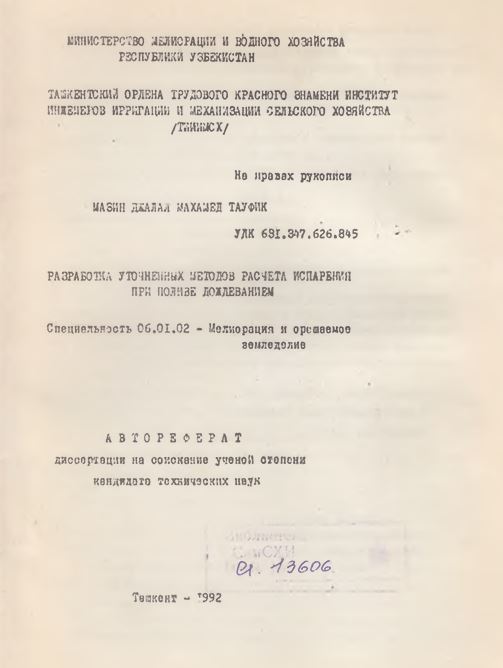 МИНИСТЕРСТВО МЕЛИОРАЦИИ И ВОДНОГО ХОЗЯЙСТВА
РЕСПУБЛИКИ УЗБЕКИСТАН
ТАШКЕНТСКИЙ ОРДЕНА ТРУДОВОГО КРАСНОГО ЗНАМЕНИ ИНСТИТУТ
ИНЖЕНЕРОВ ИРРИГАЦИИ И МЕХАНИЗАЦИИ СЕЛЬСКОГО ХОЗЯЙСТВА
/ТИИИМСХ/
На правах рукописи
МАЗИН ДЖАЛАЛ МАХАМЕД ТАУФИК
УДК 631.347.626.845
РАЗРАБОТКА УТОЧНЕННЫХ МЕТОДОВ РАСЧЕТА ИСПАРЕНИЯ
ПРИ ПОЛИВЕ ДОЖДЕВАНИЕМ
Специальность 06.01.02 - Мелиорация и орошаемое
земледелие
АВТОРЕФЕРАТ
диссертации на соискание ученой степени
кандидата технических наук
Библиотека
СамСХИ
13606
Ташкент - 1992